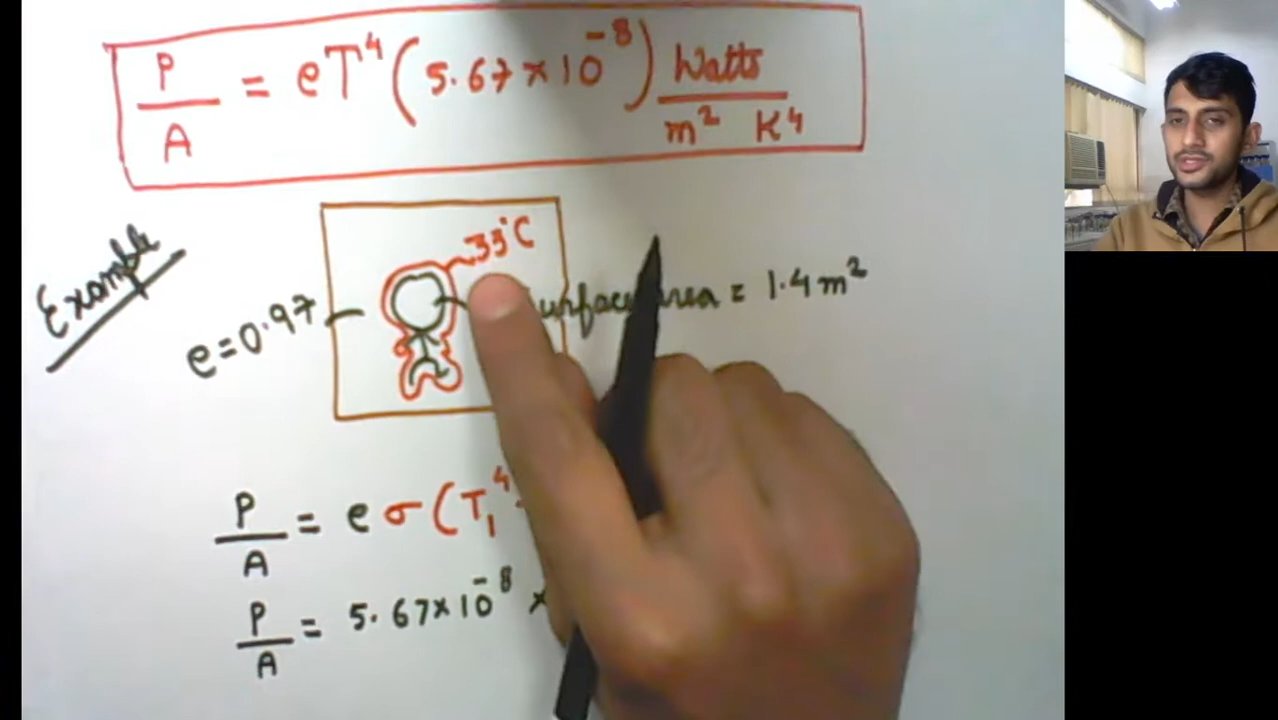 P/A = eT⁴ (5.67×10⁻⁸) Watts/m² K⁴
Example
33°C
e=0.97
area = 1.4 m²
P/A = e σ (T₁⁴
P/A = 5.67×10⁻⁸ ×